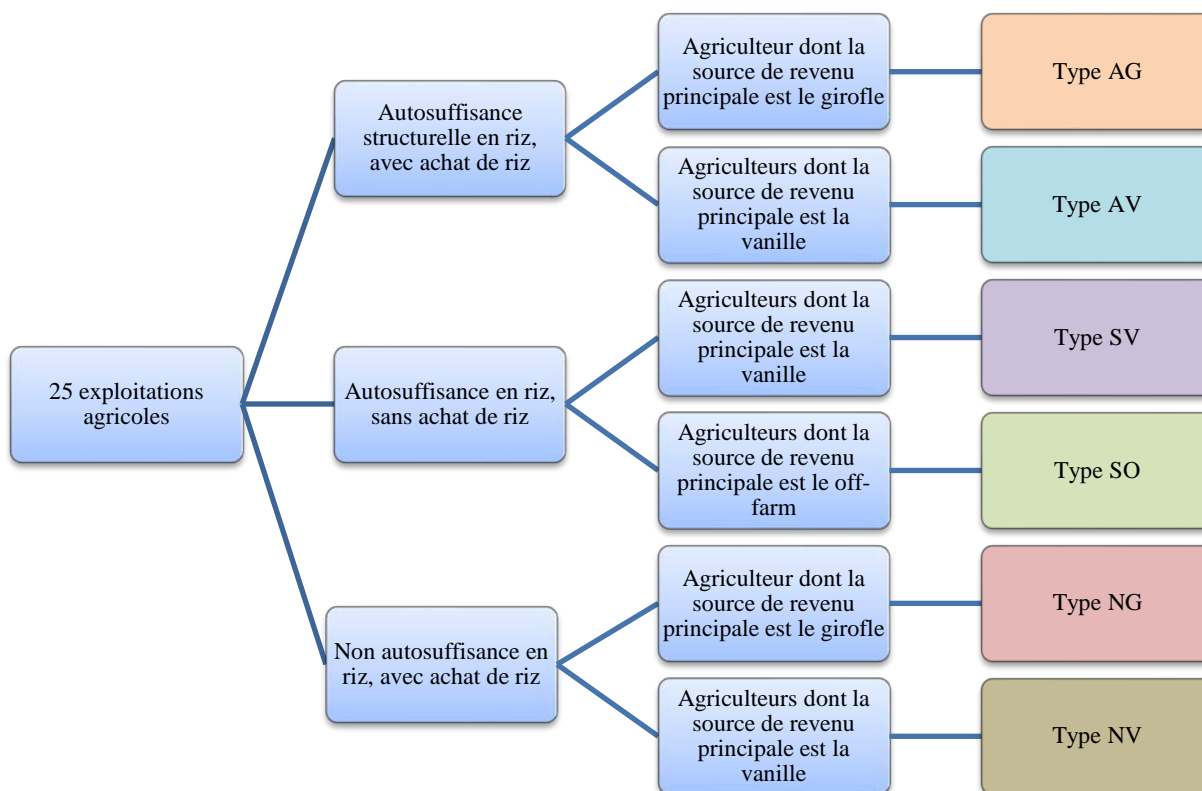 25 exploitations
agricoles
Autosuffisance
structurelle en riz,
avec achat de riz
Agriculteur dont la
source de revenu
principale est le girofle
Type AG
Agriculteurs dont la
source de revenu
principale est la
vanille
Type AV
Autosuffisance en riz,
sans achat de riz
Agriculteurs dont la
source de revenu
principale est la
vanille
Type SV
Agriculteurs dont la
source de revenu
principale est le off-
farm
Type SO
Non autosuffisance en
riz, avec achat de riz
Agriculteur dont la
source de revenu
principale est le girofle
Type NG
Agriculteurs dont la
source de revenu
principale est la
vanille
Type NV